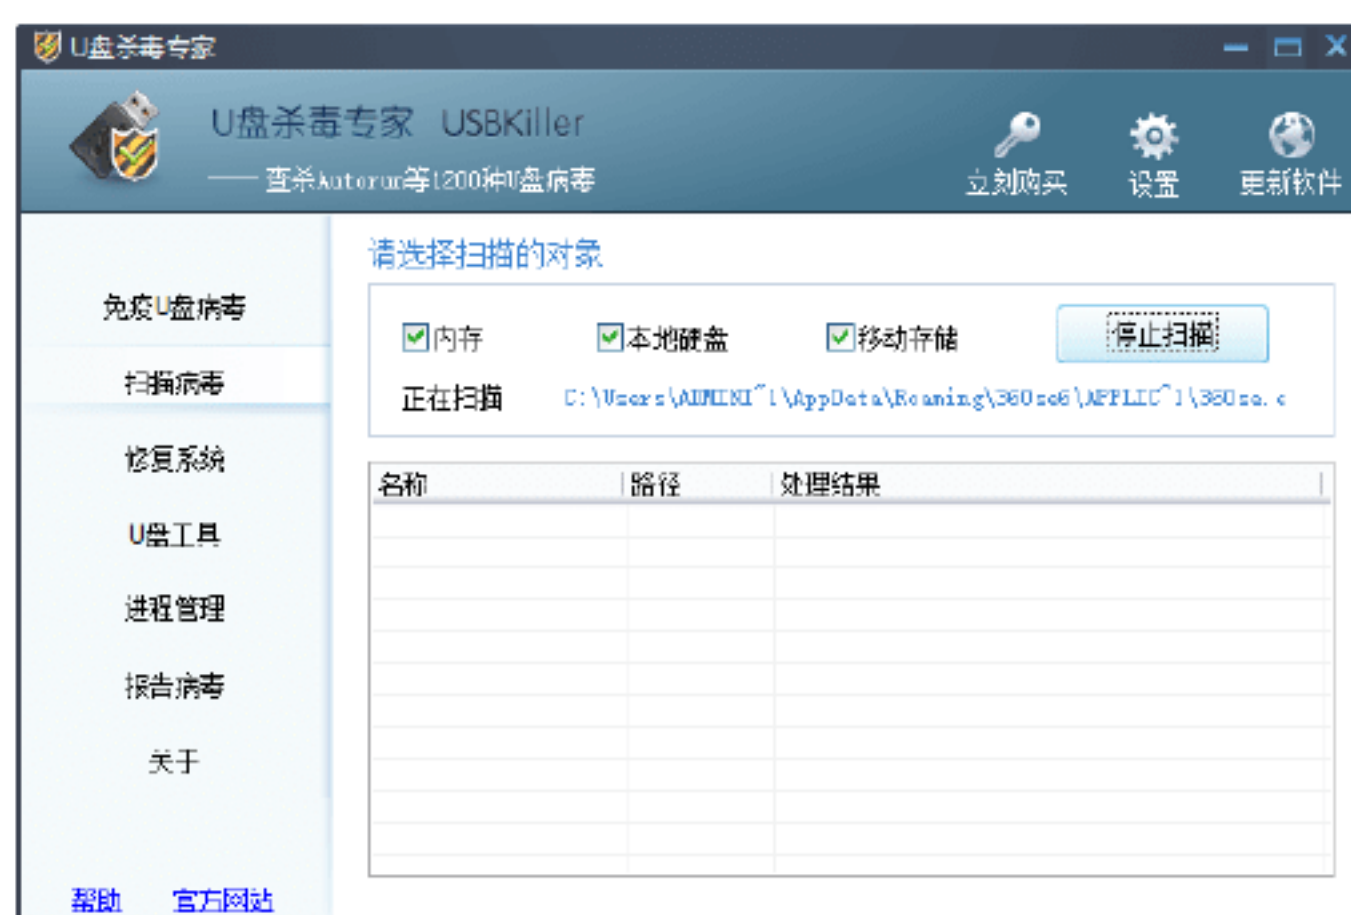 U盘杀毒专家
U盘杀毒专家 USBKiller
—— 查杀Autorun等1200种U盘病毒
立刻购买 设置 更新软件
请选择扫描的对象
免疫U盘病毒
内存 本地硬盘 移动存储 停止扫描
扫描病毒
正在扫描 C:\Users\ADMINI~1\AppData\Roaming\360se6\APPLIC~1\360se.e
修复系统
名称 路径 处理结果
U盘工具
进程管理
报告病毒
关于
帮助 官方网站